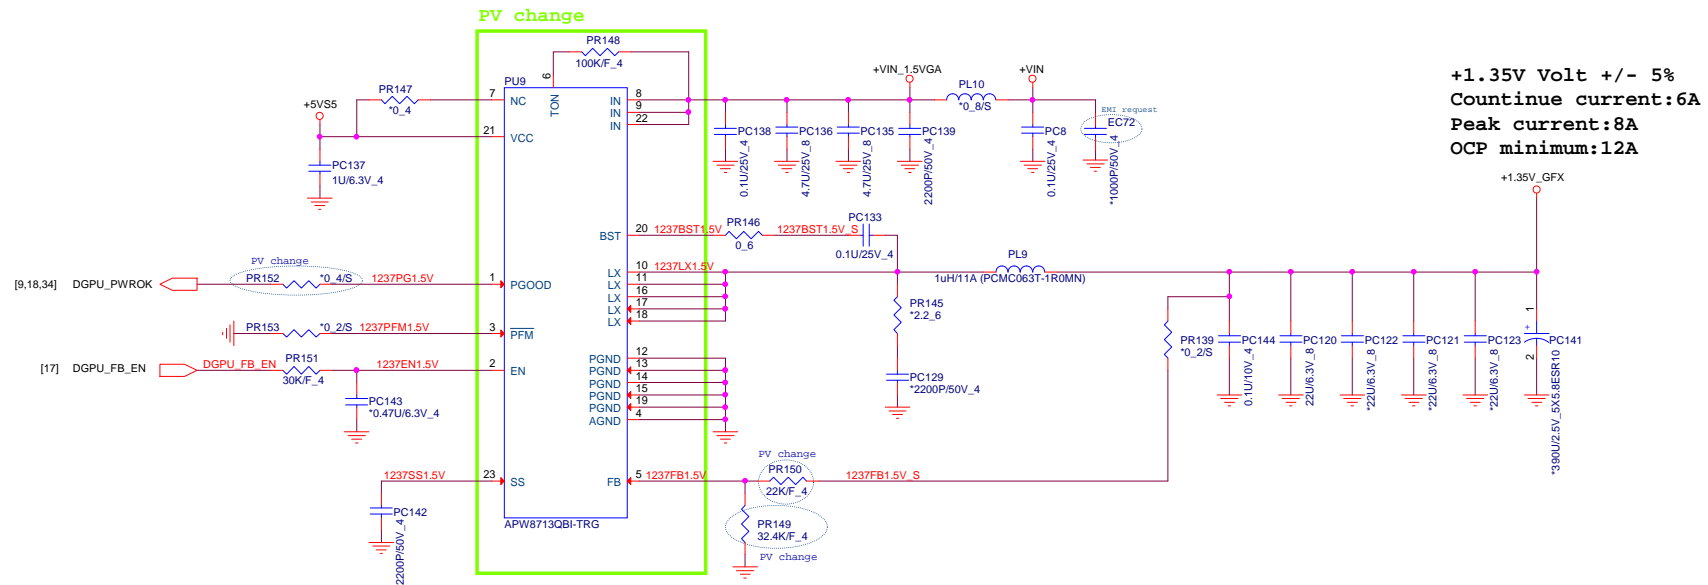 PV change
PR148
100K/F_4
6
PU9
TON
+5VS5
PR147
*0_4
7
NC
21
VCC
PC137
1U/6.3V_4
IN
8
IN
9
IN
22
+VIN_1.5VGA
PL10
*0_8/S
+VIN
EMI request
EC72
*1000P/50V_4
PC138
0.1U/25V_4
PC136
4.7U/25V_8
PC135
4.7U/25V_8
PC139
2200P/50V_4
PC8
0.1U/25V_4
+1.35V Volt +/- 5%
Countinue current:6A
Peak current:8A
OCP minimum:12A
+1.35V_GFX
BST
20
1237BST1.5V
PR146
0_6
1237BST1.5V_S
PC133
0.1U/25V_4
PV change
[9,18,34]
DGPU_PWROK
PR152
*0_4/S
1237PG1.5V
1
PGOOD
LX
10
1237LX1.5V
LX
11
LX
16
LX
17
LX
18
PL9
1uH/11A (PCMC063T-1R0MN)
PR153
*0_2/S
1237PFM1.5V
3
PFM
[17]
DGPU_FB_EN
DGPU_FB_EN
PR151
30K/F_4
1237EN1.5V
2
EN
PC143
*0.47U/6.3V_4
PGND
12
PGND
13
PGND
14
PGND
15
PGND
19
AGND
4
PR145
*2.2_6
PC129
*2200P/50V_4
PR139
*0_2/S
PC144
0.1U/10V_4
PC120
22U/6.3V_8
PC122
*22U/6.3V_8
PC121
*22U/6.3V_8
PC123
*22U/6.3V_8
1
+
PC141
2
*390U/2.5V_5X5.8ESR10
1237SS1.5V
23
SS
PC142
2200P/50V_4
FB
5
1237FB1.5V
PV change
PR150
22K/F_4
1237FB1.5V_S
PR149
32.4K/F_4
PV change
APW8713QBI-TRG